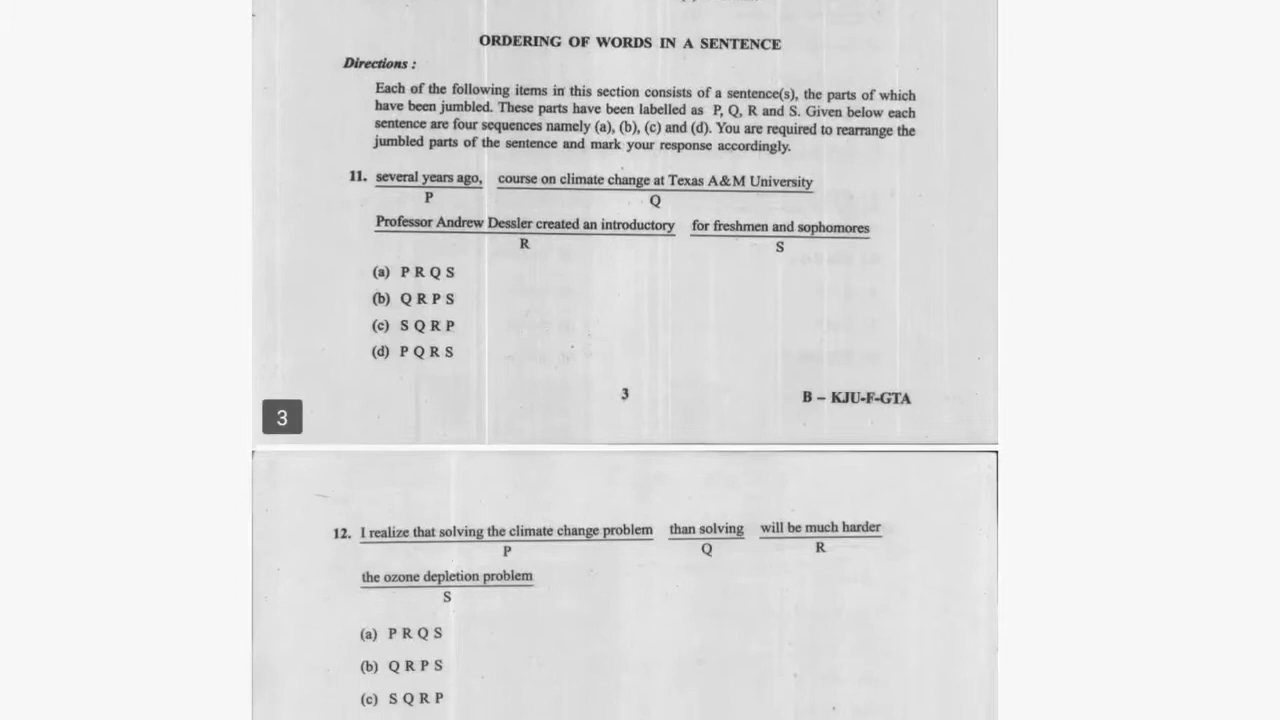 ORDERING OF WORDS IN A SENTENCE
Directions :
Each of the following items in this section consists of a sentence(s), the parts of which
have been jumbled. These parts have been labelled as P, Q, R and S. Given below each
sentence are four sequences namely (a), (b), (c) and (d). You are required to rearrange the
jumbled parts of the sentence and mark your response accordingly.
11. several years ago, course on climate change at Texas A&M University
P Q
Professor Andrew Dessler created an introductory for freshmen and sophomores
R S
(a) P R Q S
(b) Q R P S
(c) S Q R P
(d) P Q R S
3 B – KJU-F-GTA
3
12. I realize that solving the climate change problem than solving will be much harder
P Q R
the ozone depletion problem
S
(a) P R Q S
(b) Q R P S
(c) S Q R P